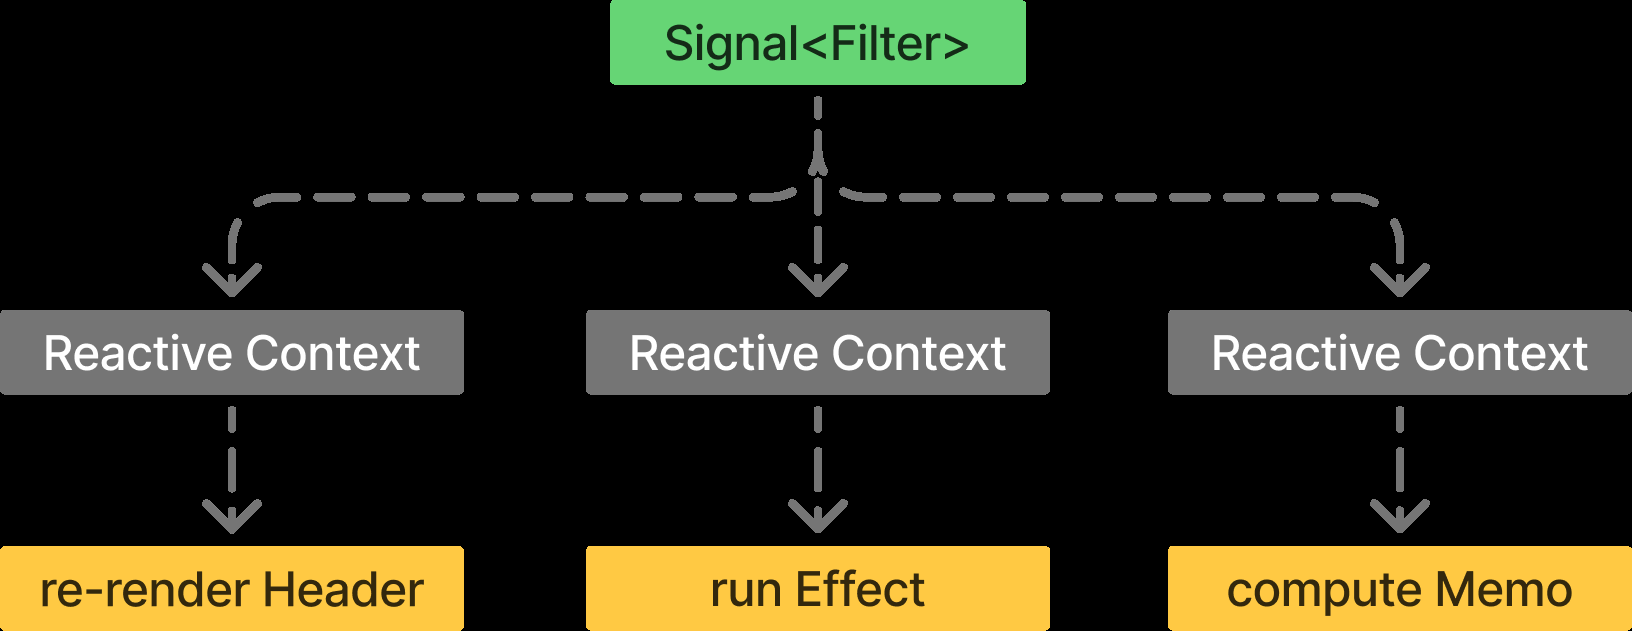 Signal<Filter>
Reactive Context
Reactive Context
Reactive Context
re-render Header
run Effect
compute Memo